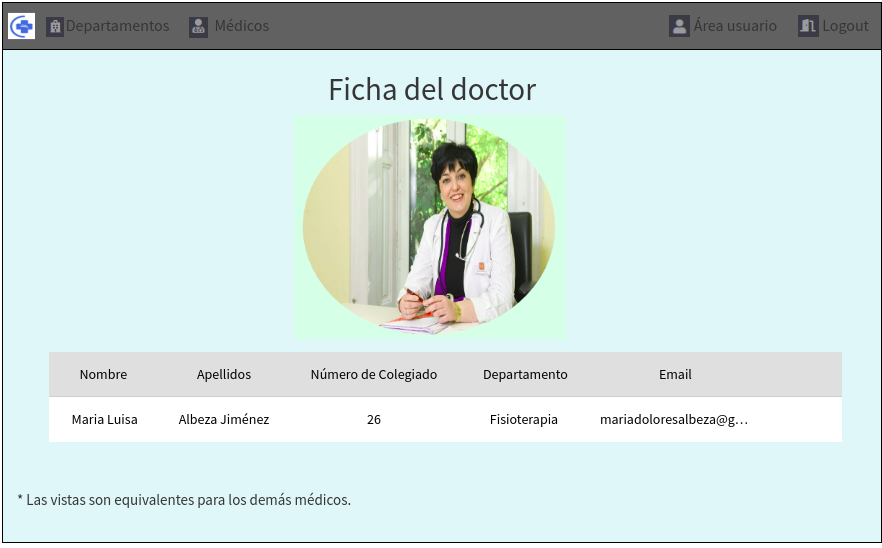 Departamentos Médicos Área usuario Logout
Ficha del doctor
Nombre Apellidos Número de Colegiado Departamento Email
Maria Luisa Albeza Jiménez 26 Fisioterapia mariadoloresalbeza@g...
* Las vistas son equivalentes para los demás médicos.